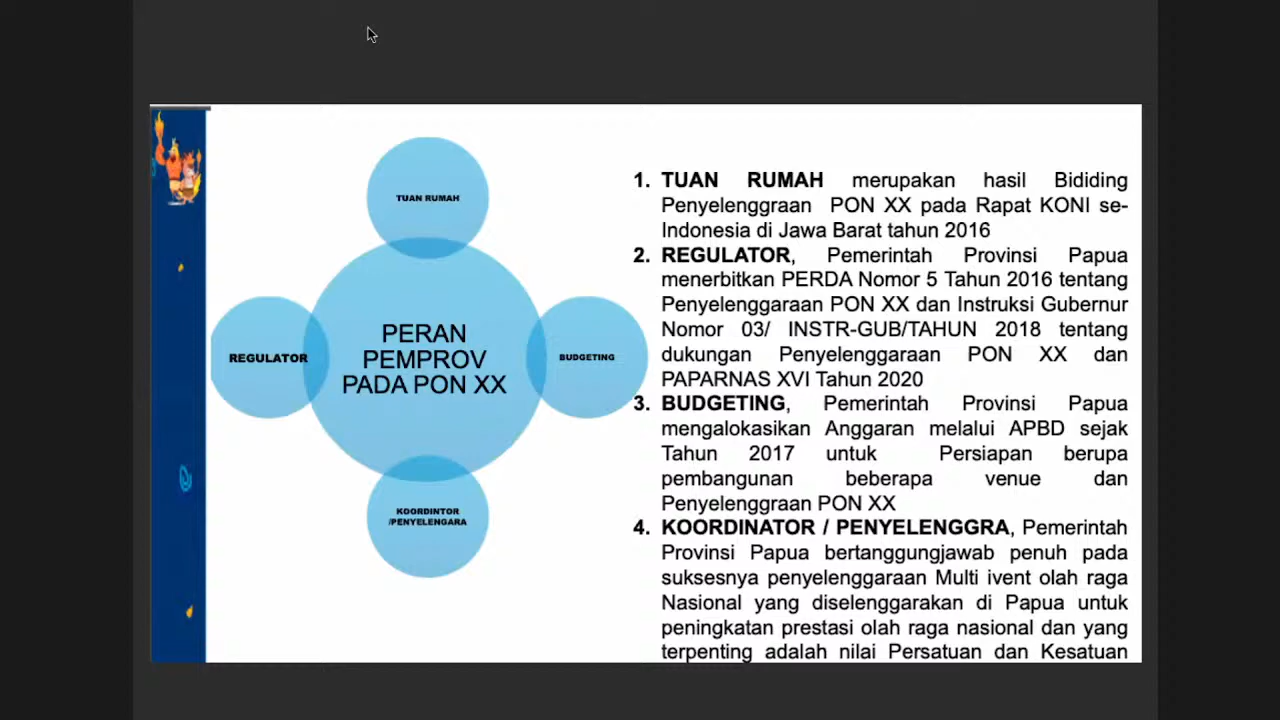 TUAN RUMAH
REGULATOR
PERAN
PEMPROV
PADA PON XX
BUDGETING
KOORDINTOR
/PENYELENGARA
1. TUAN RUMAH merupakan hasil Bididing
Penyelenggraan PON XX pada Rapat KONI se-
Indonesia di Jawa Barat tahun 2016
2. REGULATOR, Pemerintah Provinsi Papua
menerbitkan PERDA Nomor 5 Tahun 2016 tentang
Penyelenggaraan PON XX dan Instruksi Gubernur
Nomor 03/ INSTR-GUB/TAHUN 2018 tentang
dukungan Penyelenggaraan PON XX dan
PAPARNAS XVI Tahun 2020
3. BUDGETING, Pemerintah Provinsi Papua
mengalokasikan Anggaran melalui APBD sejak
Tahun 2017 untuk Persiapan berupa
pembangunan beberapa venue dan
Penyelenggraan PON XX
4. KOORDINATOR / PENYELENGGRA, Pemerintah
Provinsi Papua bertanggungjawab penuh pada
suksesnya penyelenggaraan Multi ivent olah raga
Nasional yang diselenggarakan di Papua untuk
peningkatan prestasi olah raga nasional dan yang
terpenting adalah nilai Persatuan dan Kesatuan